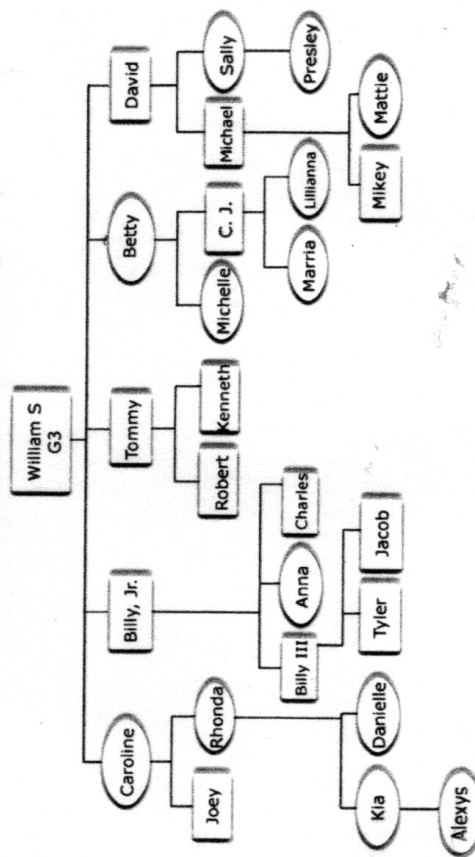 William S
G3
Caroline
Billy, Jr.
Tommy
Betty
David
Joey
Rhonda
Billy III
Anna
Charles
Robert
Kenneth
Michelle
C. J.
Michael
Sally
Kia
Danielle
Tyler
Jacob
Marria
Lillianna
Mikey
Mattie
Presley
Alexys